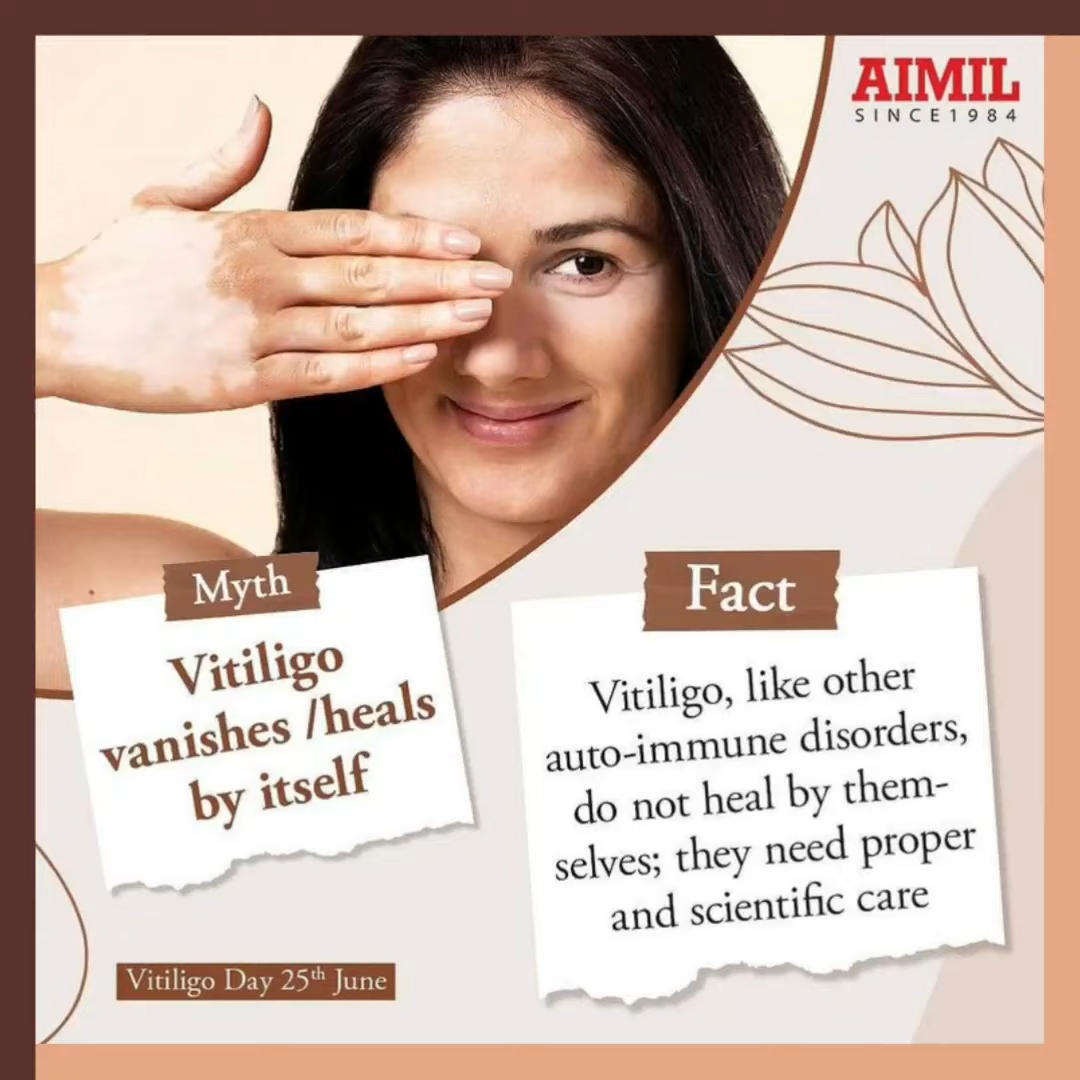 AIMIL
SINCE1984
Myth
Vitiligo
vanishes /heals
by itself
Fact
Vitiligo, like other
auto-immune disorders,
do not heal by them-
selves; they need proper
and scientific care
Vitiligo Day 25th June